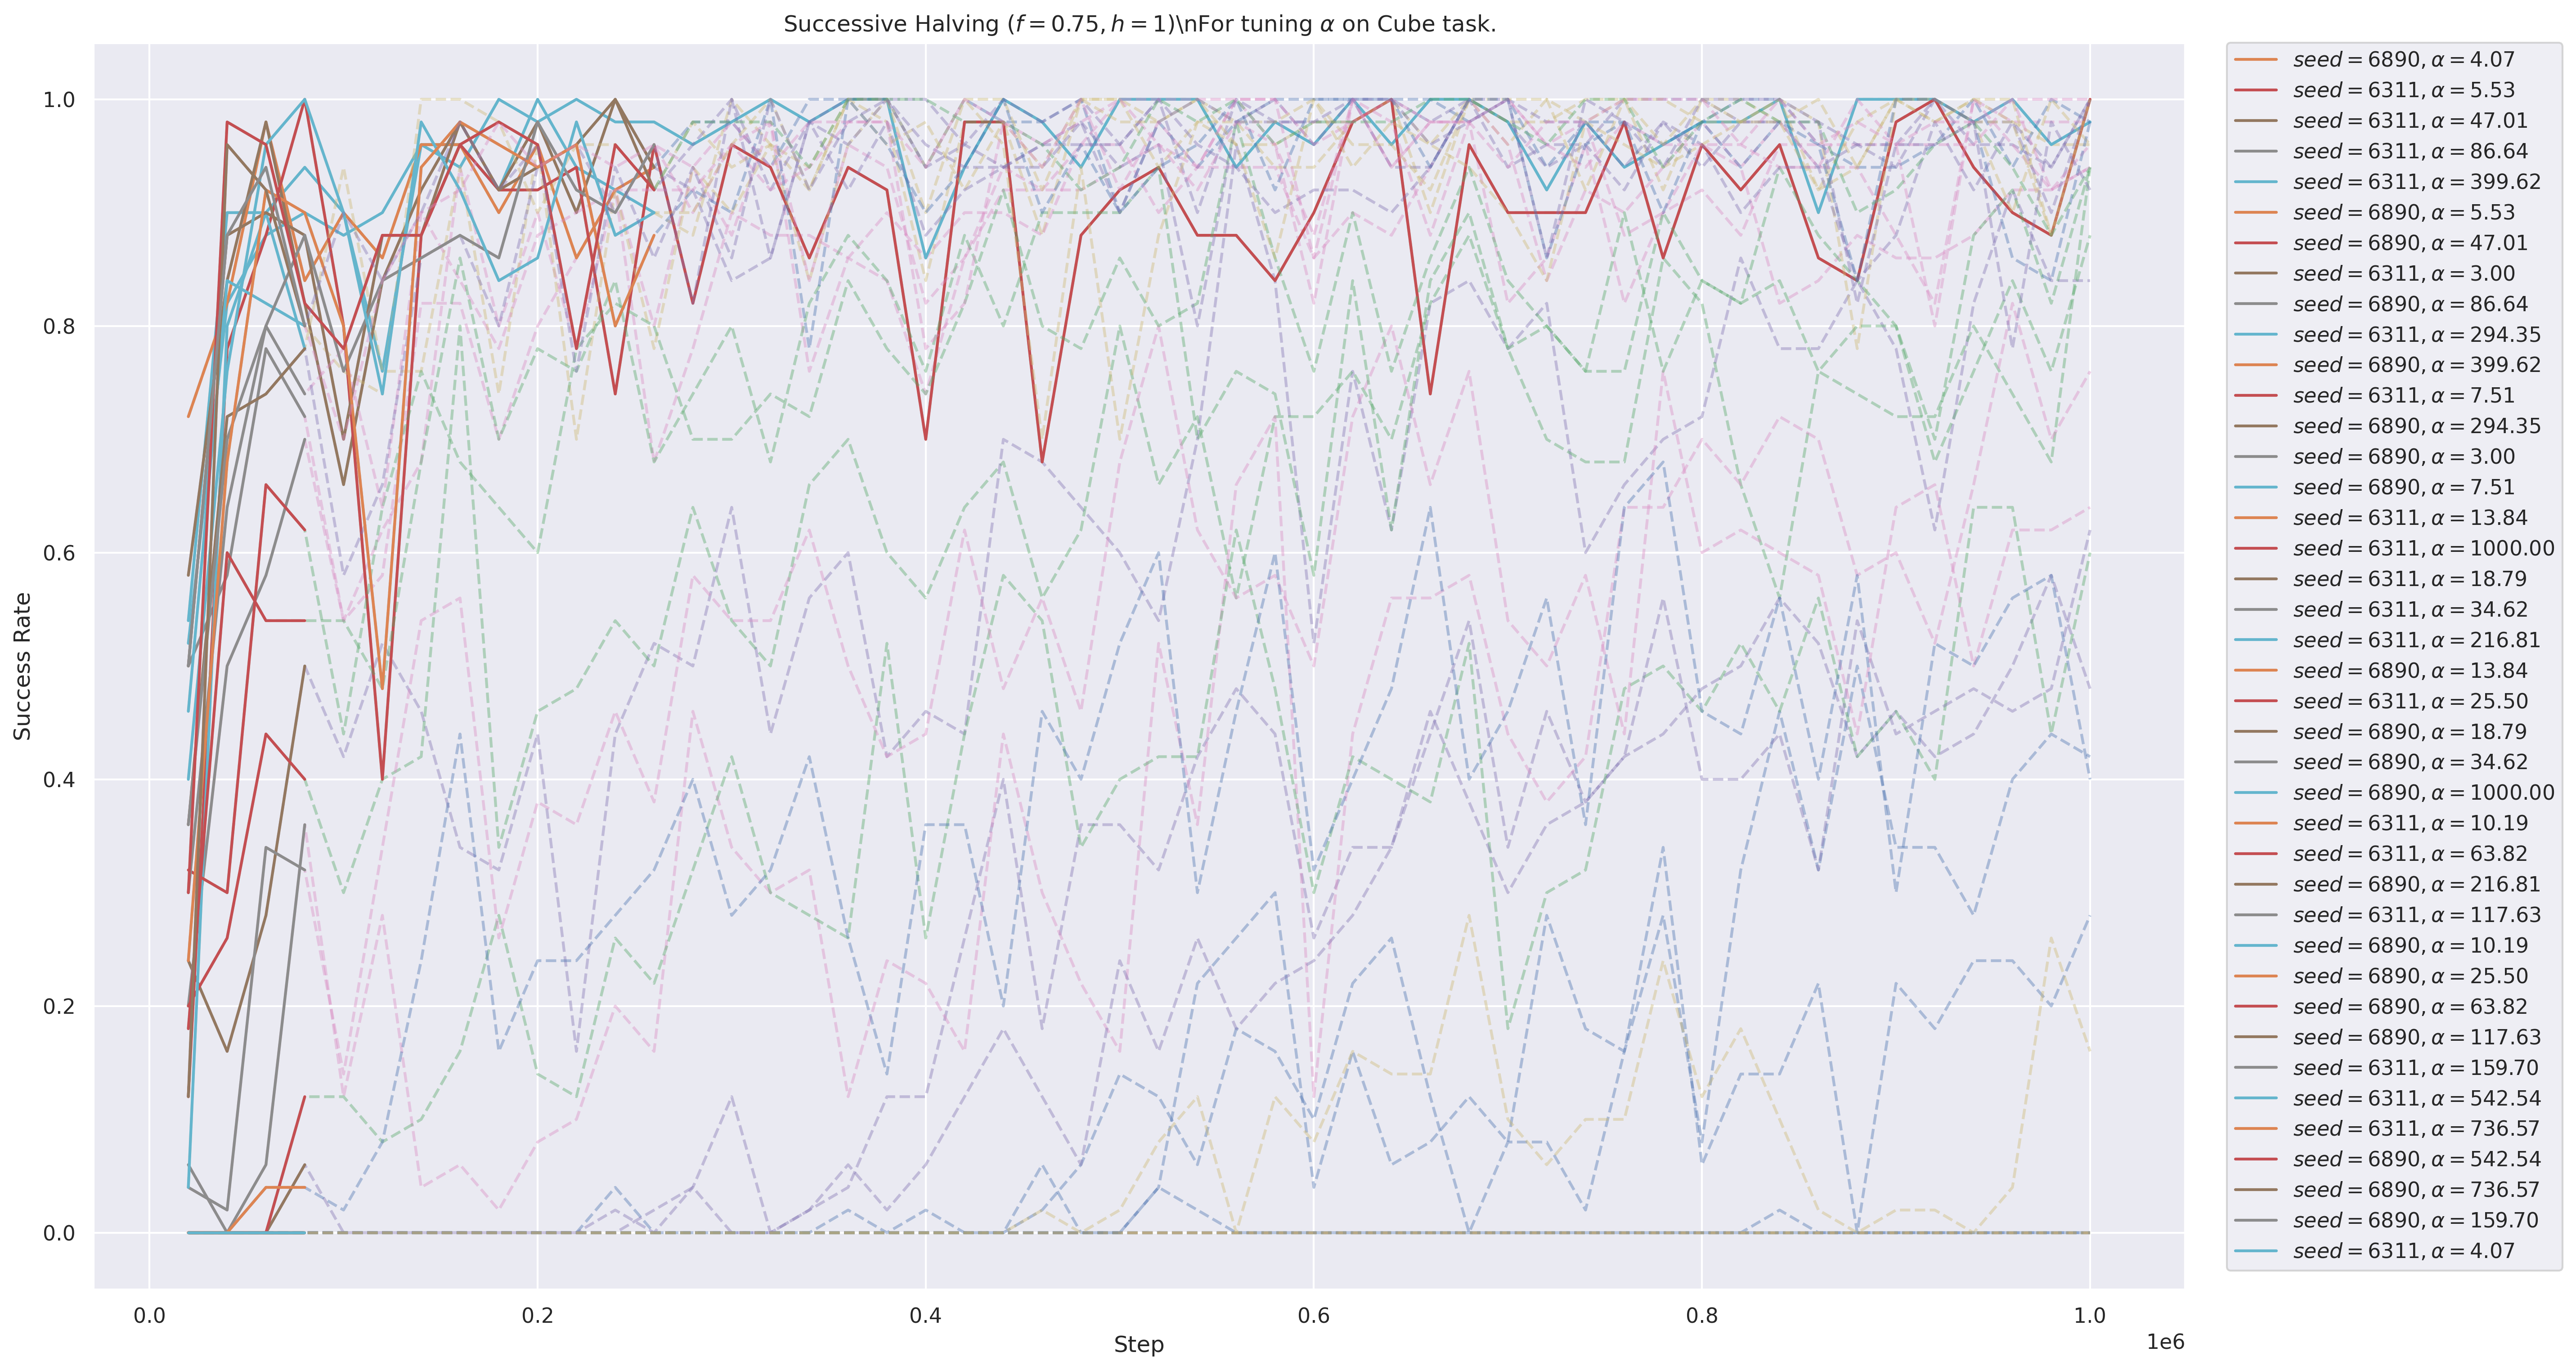 Successive Halving (f = 0.75, h = 1)\nFor tuning α on Cube task.
1.0
0.8
0.6
0.4
0.2
0.0
Success Rate
0.0 0.2 0.4 0.6 0.8 1.0
1e6
Step
seed = 6890, α = 4.07
seed = 6311, α = 5.53
seed = 6311, α = 47.01
seed = 6311, α = 86.64
seed = 6311, α = 399.62
seed = 6890, α = 5.53
seed = 6890, α = 47.01
seed = 6311, α = 3.00
seed = 6890, α = 86.64
seed = 6311, α = 294.35
seed = 6890, α = 399.62
seed = 6311, α = 7.51
seed = 6890, α = 294.35
seed = 6890, α = 3.00
seed = 6890, α = 7.51
seed = 6311, α = 13.84
seed = 6311, α = 1000.00
seed = 6311, α = 18.79
seed = 6311, α = 34.62
seed = 6311, α = 216.81
seed = 6890, α = 13.84
seed = 6311, α = 25.50
seed = 6890, α = 18.79
seed = 6890, α = 34.62
seed = 6890, α = 1000.00
seed = 6311, α = 10.19
seed = 6311, α = 63.82
seed = 6890, α = 216.81
seed = 6311, α = 117.63
seed = 6890, α = 10.19
seed = 6890, α = 25.50
seed = 6890, α = 63.82
seed = 6890, α = 117.63
seed = 6311, α = 159.70
seed = 6311, α = 542.54
seed = 6311, α = 736.57
seed = 6890, α = 542.54
seed = 6890, α = 736.57
seed = 6890, α = 159.70
seed = 6311, α = 4.07